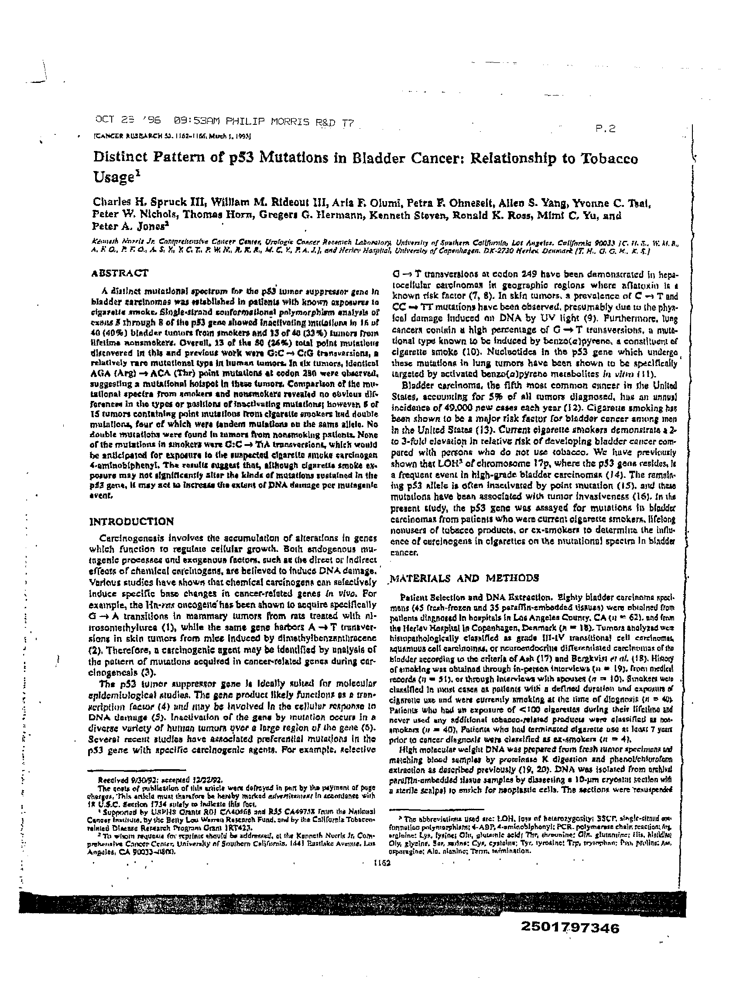 OCT 25 '96 09:53AM PHILIP MORRIS R&D T7
P.2
[CANCER RESEARCH 53, 1162-1166, March 1, 1993]
Distinct Pattern of p53 Mutations in Bladder Cancer: Relationship to Tobacco
Usage¹
Charles H. Spruck III, William M. Rideout III, Aria F. Olumi, Petra F. Ohneseit, Allen S. Yang, Yvonne C. Tsai,
Peter W. Nichols, Thomas Horn, Gregers G. Hermann, Kenneth Steven, Ronald K. Ross, Mimi C. Yu, and
Peter A. Jones²
Kenneth Norris Jr. Comprehensive Cancer Center, Urologic Cancer Research Laboratory, University of Southern California, Los Angeles, California 90033 [C. H. S., W. M. R.,
A. F. O., P. F. O., A. S. Y., Y. C. T., P. W. N., R. K. R., M. C. Y., P. A. J.], and Herlev Hospital, University of Copenhagen, DK-2730 Herlev, Denmark [T. H., G. G. H., K. S.]
ABSTRACT
A distinct mutational spectrum for the p53 tumor suppressor gene in
bladder carcinomas was established in patients with known exposures to
cigarette smoke. Single-strand conformational polymorphism analysis of
exons 5 through 8 of the p53 gene showed inactivating mutations in 16 of
40 (40%) bladder tumors from smokers and 13 of 40 (33%) tumors from
lifetime nonsmokers. Overall, 13 of the 50 (26%) total point mutations
discovered in this and previous work were G:C → C:G transversions, a
relatively rare mutational type in human tumors. In six tumors, identical
AGA (Arg) → ACA (Thr) point mutations at codon 280 were observed,
suggesting a mutational hotspot in these tumors. Comparison of the mu-
tational spectra from smokers and nonsmokers revealed no obvious dif-
ferences in the types or positions of inactivating mutations; however, 5 of
15 tumors containing point mutations from cigarette smokers had double
mutations, four of which were tandem mutations on the same allele. No
double mutations were found in tumors from nonsmoking patients. None
of the mutations in smokers were G:C → T:A transversions, which would
be anticipated for exposure to the suspected cigarette smoke carcinogen
4-aminobiphenyl. The results suggest that, although cigarette smoke ex-
posure may not significantly alter the kinds of mutations sustained in the
p53 gene, it may act to increase the extent of DNA damage per mutagenic
event.
INTRODUCTION
Carcinogenesis involves the accumulation of alterations in genes
which function to regulate cellular growth. Both endogenous mu-
tagenic processes and exogenous factors, such as the direct or indirect
effects of chemical carcinogens, are believed to induce DNA damage.
Various studies have shown that chemical carcinogens can selectively
induce specific base changes in cancer-related genes in vivo. For
example, the Ha-ras oncogene has been shown to acquire specifically
G → A transitions in mammary tumors from rats treated with ni-
trosomethylurea (1), while the same gene harbors A → T transver-
sions in skin tumors from mice induced by dimethylbenzanthracene
(2). Therefore, a carcinogenic agent may be identified by analysis of
the pattern of mutations acquired in cancer-related genes during car-
cinogenesis (3).
The p53 tumor suppressor gene is ideally suited for molecular
epidemiological studies. The gene product likely functions as a tran-
scription factor (4) and may be involved in the cellular response to
DNA damage (5). Inactivation of the gene by mutation occurs in a
diverse variety of human tumors over a large region of the gene (6).
Several recent studies have associated preferential mutations in the
p53 gene with specific carcinogenic agents. For example, selective
Received 9/30/92; accepted 12/22/92.
The costs of publication of this article were defrayed in part by the payment of page
charges. This article must therefore be hereby marked advertisement in accordance with
18 U.S.C. Section 1734 solely to indicate this fact.
¹ Supported by USPHS Grants R01 CA40468 and R35 CA49758 from the National
Cancer Institute, by the Betty Lou Warren Research Fund, and by the California Tobacco-
related Disease Research Program Grant 1RT423.
² To whom requests for reprints should be addressed, at the Kenneth Norris Jr. Com-
prehensive Cancer Center, University of Southern California, 1441 Eastlake Avenue, Los
Angeles, CA 90033-0800.
G → T transversions at codon 249 have been demonstrated in hepa-
tocellular carcinomas in geographic regions where aflatoxin is a
known risk factor (7, 8). In skin tumors, a prevalence of C → T and
CC → TT mutations have been observed, presumably due to the phys-
ical damage induced on DNA by UV light (9). Furthermore, lung
cancers contain a high percentage of G → T transversions, a muta-
tional type known to be induced by benzo(a)pyrene, a constituent of
cigarette smoke (10). Nucleotides in the p53 gene which undergo
these mutations in lung tumors have been shown to be specifically
targeted by activated benzo(a)pyrene metabolites in vitro (11).
Bladder carcinoma, the fifth most common cancer in the United
States, accounting for 5% of all tumors diagnosed, has an annual
incidence of 49,000 new cases each year (12). Cigarette smoking has
been shown to be a major risk factor for bladder cancer among men
in the United States (13). Current cigarette smokers demonstrate a 2-
to 3-fold elevation in relative risk of developing bladder cancer com-
pared with persons who do not use tobacco. We have previously
shown that LOH³ of chromosome 17p, where the p53 gene resides, is
a frequent event in high-grade bladder carcinomas (14). The remain-
ing p53 allele is often inactivated by point mutation (15), and these
mutations have been associated with tumor invasiveness (16). In the
present study, the p53 gene was assayed for mutations in bladder
carcinomas from patients who were current cigarette smokers, lifelong
nonusers of tobacco products, or ex-smokers to determine the influ-
ence of carcinogens in cigarettes on the mutational spectra in bladder
cancer.
MATERIALS AND METHODS
Patient Selection and DNA Extraction. Eighty bladder carcinoma speci-
mens (45 fresh-frozen and 35 paraffin-embedded tissues) were obtained from
patients diagnosed in hospitals in Los Angeles County, CA (n = 62), and from
the Herlev Hospital in Copenhagen, Denmark (n = 18). Tumors analyzed were
histopathologically classified as grade III-IV transitional cell carcinomas,
squamous cell carcinomas, or neuroendocrine differentiated carcinomas of the
bladder according to the criteria of Ash (17) and Bergkvist et al. (18). History
of smoking was obtained through in-person interviews (n = 19), from medical
records (n = 51), or through interviews with spouses (n = 10). Smokers were
classified in most cases as patients with a defined duration and exposure of
cigarette use and were currently smoking at the time of diagnosis (n = 40).
Patients who had an exposure of <100 cigarettes during their lifetime and
never used any additional tobacco-related products were classified as non-
smokers (n = 40). Patients who had terminated cigarette use at least 7 years
prior to cancer diagnosis were classified as ex-smokers (n = 4).
High molecular weight DNA was prepared from fresh tumor specimens and
matching blood samples by proteinase K digestion and phenol/chloroform
extraction as described previously (19, 20). DNA was isolated from archival
paraffin-embedded tissue samples by dissecting a 10-μm cryostat section with
a sterile scalpel to enrich for neoplastic cells. The sections were resuspended
³ The abbreviations used are: LOH, loss of heterozygosity; SSCP, single-strand con-
formation polymorphism; 4-ABP, 4-aminobiphenyl; PCR, polymerase chain reaction; Arg,
arginine; Lys, lysine; Gln, glutamic acid; Thr, threonine; Gln, glutamine; His, histidine;
Gly, glycine; Ser, serine; Cys, cysteine; Tyr, tyrosine; Trp, tryptophan; Pro, proline; Asn,
asparagine; Ala, alanine; Term, termination.
1162
2501797346